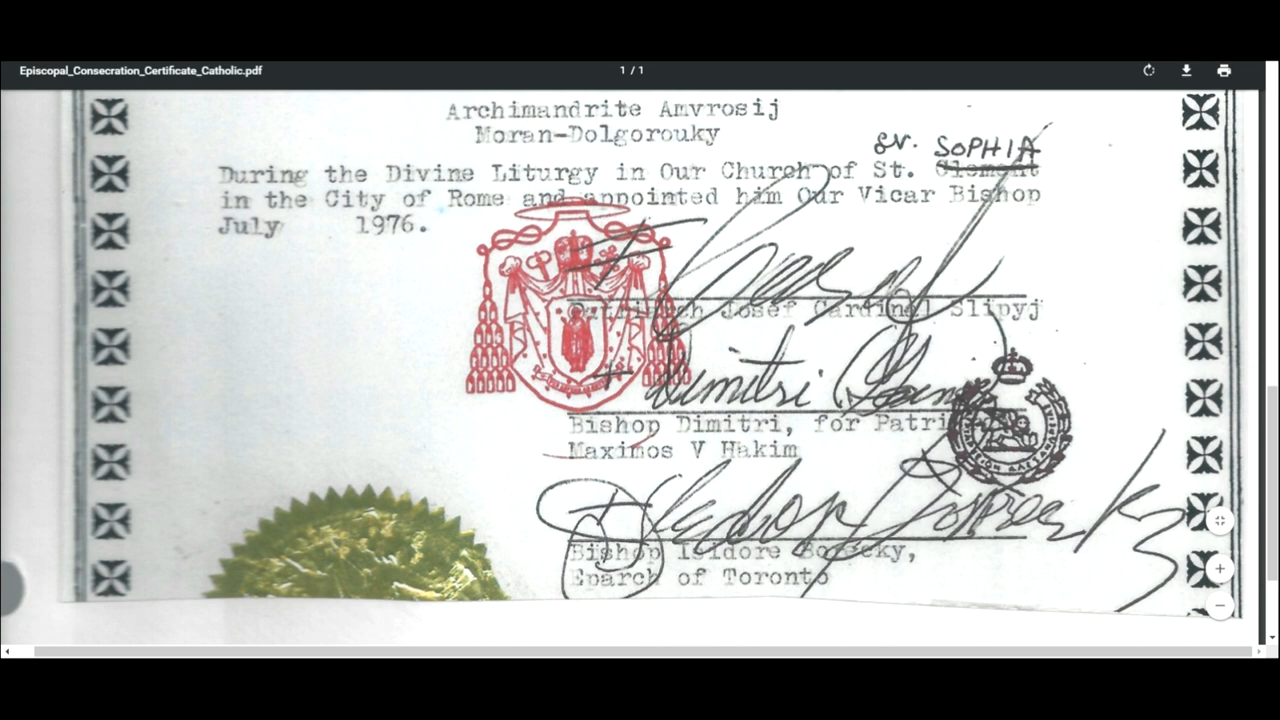 Episcopal_Consecration_Certificate_Catholic.pdf
1 / 1
Archimandrite Amvrosij
Moran-Dolgorouky
SOPHIA
During the Divine Liturgy in Our Church of St. Clement
in the City of Rome and appointed him Our Vicar Bishop
July 1976.
Patriarch Josef Cardinal Slipyj
Dimitri
Bishop Dimitri, for Patri
Maximos V Hakim
Bishop Isidore Borecky,
Eparch of Toronto